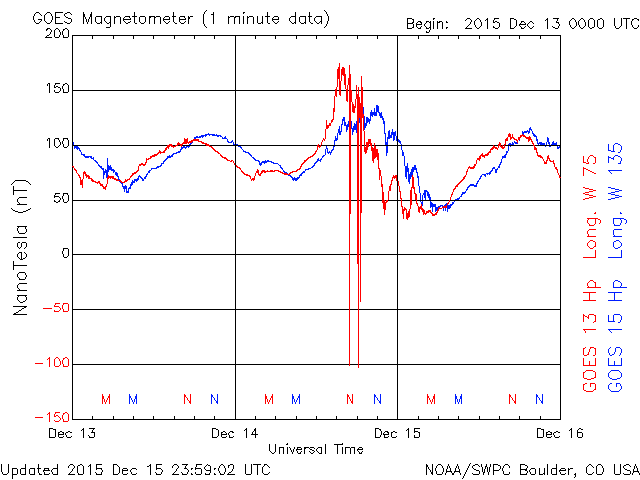 GOES Magnetometer (1 minute data)
Begin: 2015 Dec 13 0000 UTC
200
150
100
50
0
-50
-100
-150
NanoTesla (nT)
M M N N M M N N M M N N
Dec 13 Dec 14 Dec 15 Dec 16
Universal Time
GOES 13 Hp Long. W 75
GOES 15 Hp Long. W 135
Updated 2015 Dec 15 23:59:02 UTC
NOAA/SWPC Boulder, CO USA